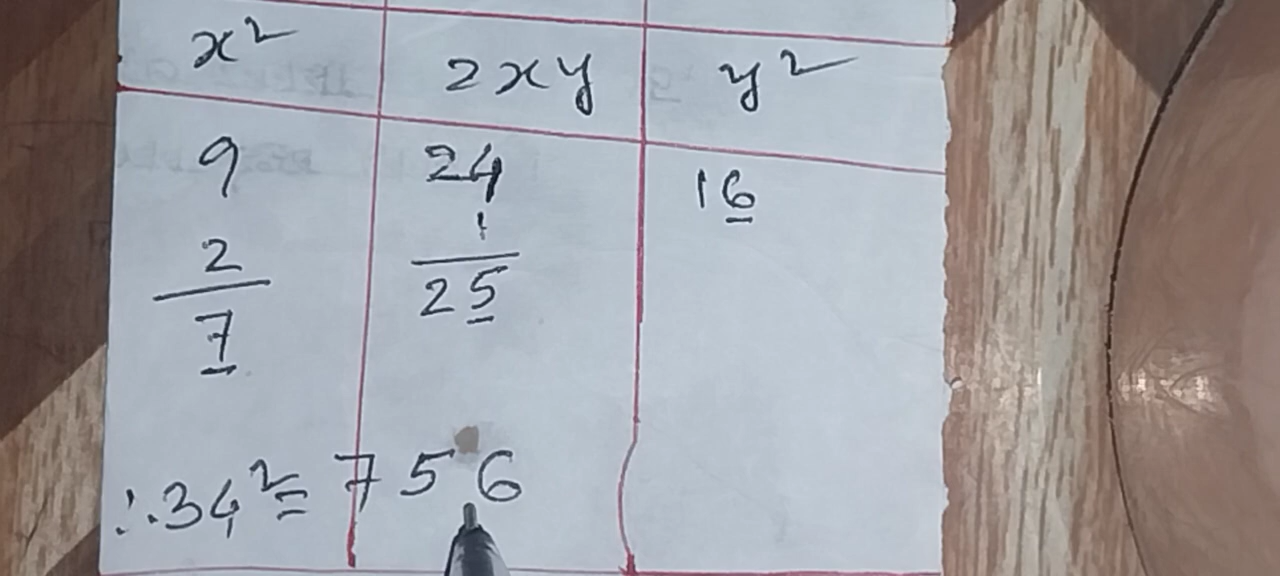 x² 2xy y²
9 24 16
2 1
7 25
∴34² = 756